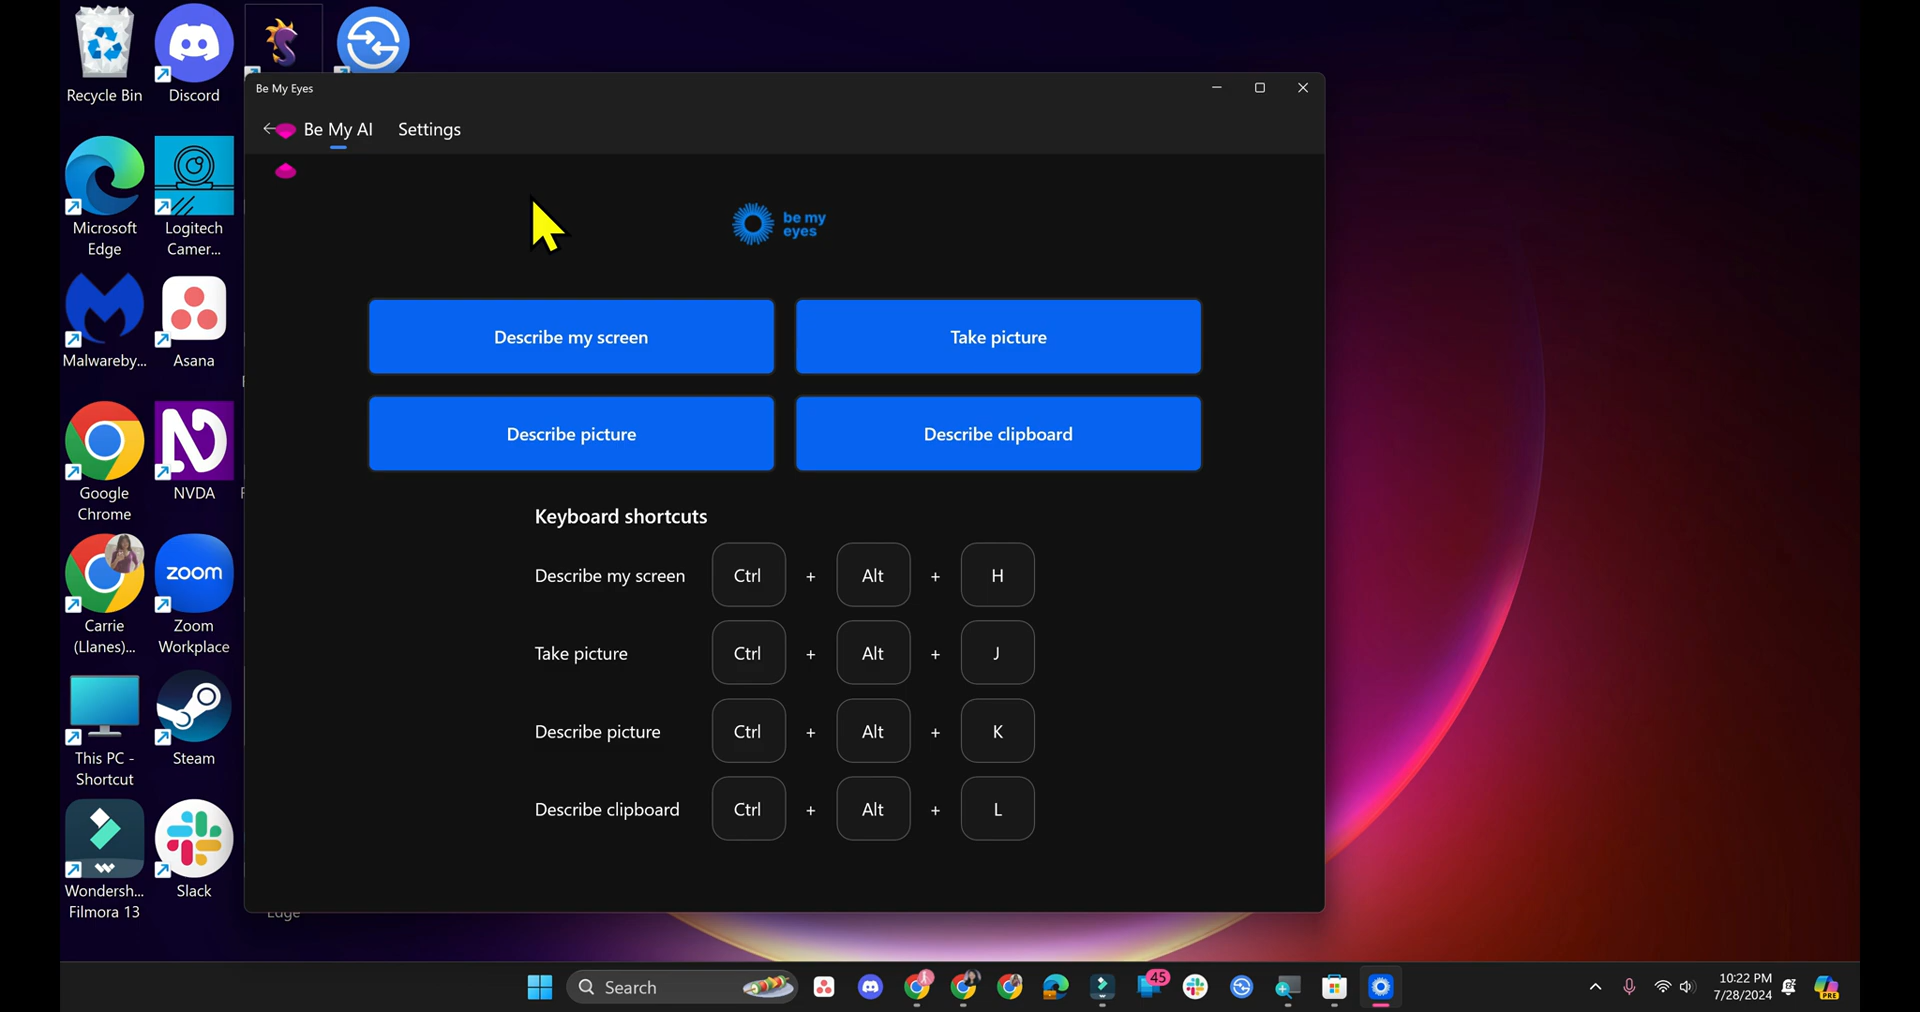 Recycle Bin
Discord
Be My Eyes
Be My AI
Settings
be my
eyes
Describe my screen
Take picture
Describe picture
Describe clipboard
Keyboard shortcuts
Describe my screen Ctrl + Alt + H
Take picture Ctrl + Alt + J
Describe picture Ctrl + Alt + K
Describe clipboard Ctrl + Alt + L
Microsoft
Edge
Logitech
Camer...
Malwareby...
Asana
Google
Chrome
NVDA
Carrie
(Llanes)...
zoom
Zoom
Workplace
This PC -
Shortcut
Steam
Wondersh...
Filmora 13
Slack
Edge
Search
45
10:22 PM
7/28/2024
PRE